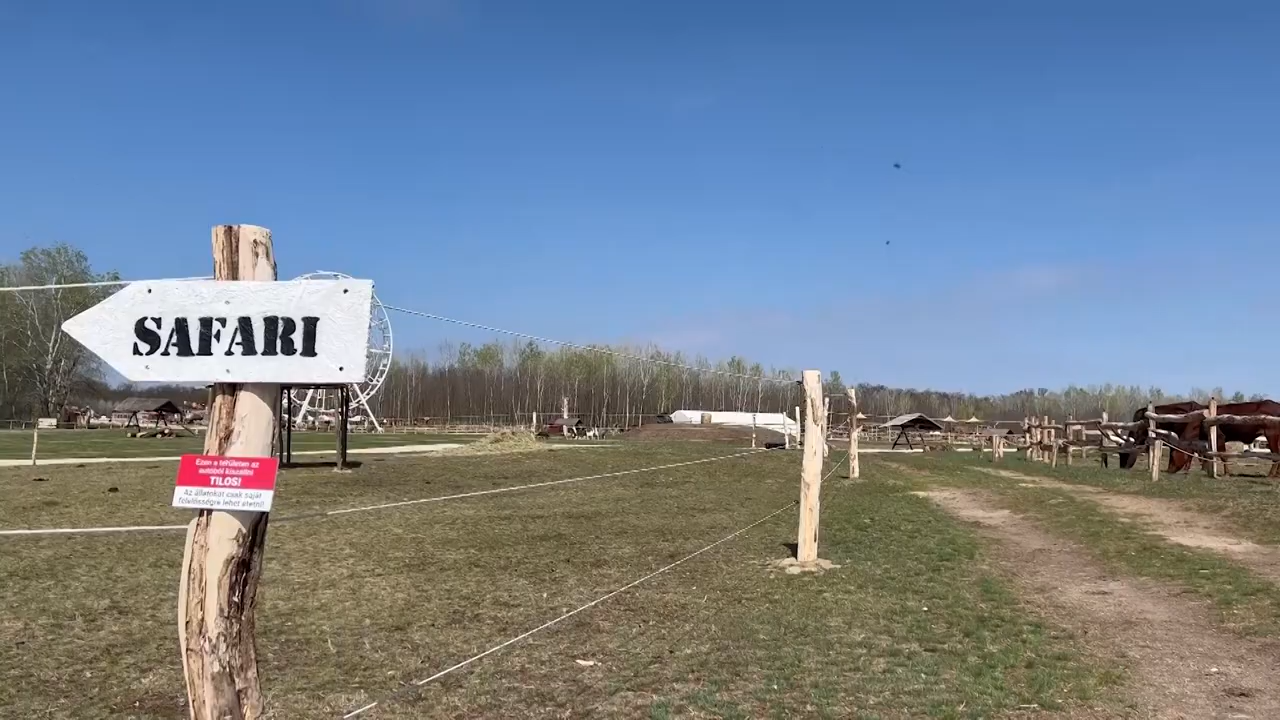 SAFARI
Ezen a területen az
autóból kiszállni
TILOS!
Az állatokat csak saját
felelősségre lehet etetni!